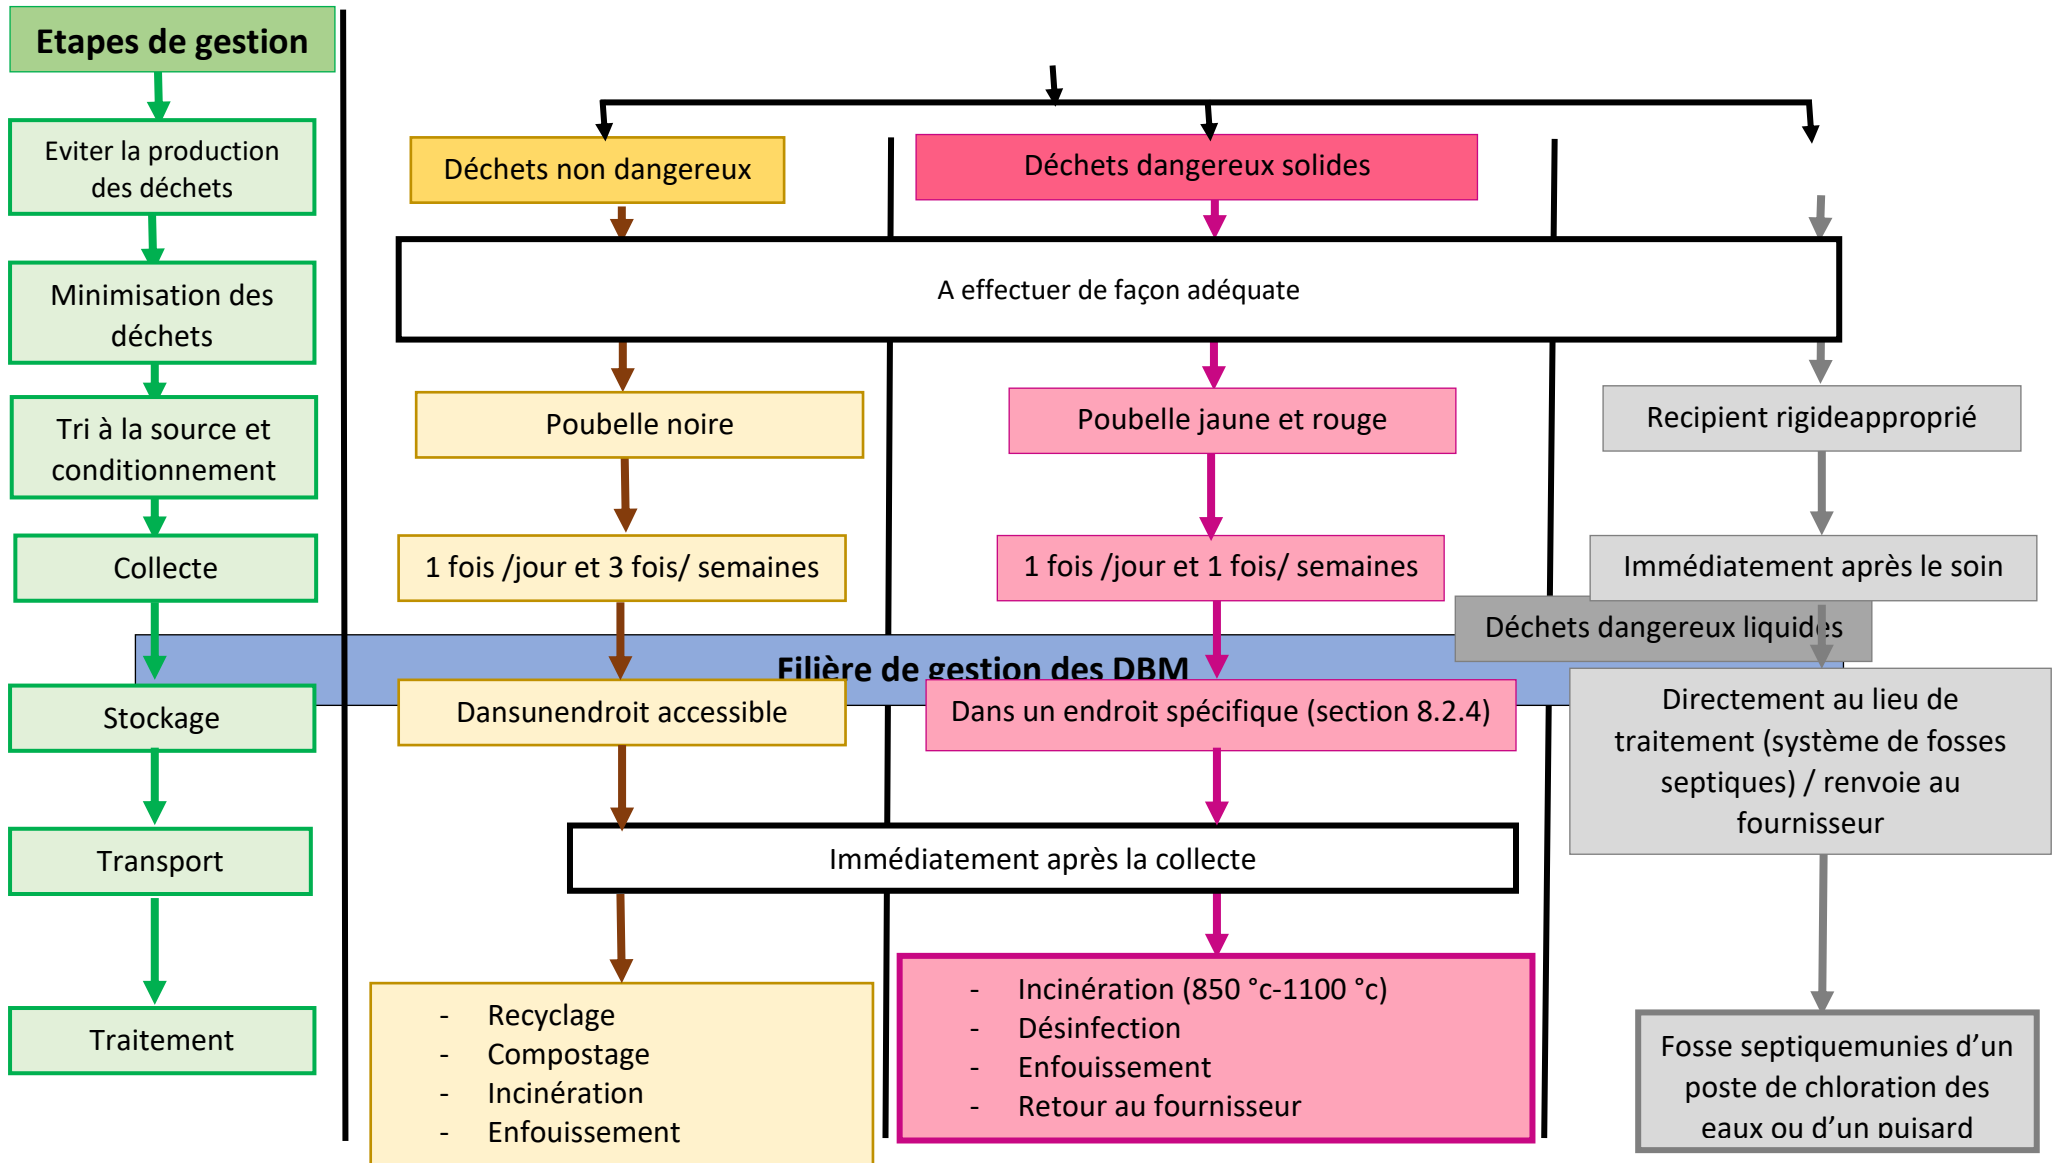 Etapes de gestion
Eviter la production
des déchets
Déchets non dangereux
Déchets dangereux solides
Minimisation des
déchets
A effectuer de façon adéquate
Tri à la source et
conditionnement
Poubelle noire
Poubelle jaune et rouge
Recipient rigideapproprié
Collecte
1 fois /jour et 3 fois/ semaines
1 fois /jour et 1 fois/ semaines
Immédiatement après le soin
Déchets dangereux liquides
Filière de gestion des DBM
Stockage
Dansunendroit accessible
Dans un endroit spécifique (section 8.2.4)
Directement au lieu de
traitement (système de fosses
septiques) / renvoie au
fournisseur
Transport
Immédiatement après la collecte
Traitement
- Recyclage
- Compostage
- Incinération
- Enfouissement
- Incinération (850 °c-1100 °c)
- Désinfection
- Enfouissement
- Retour au fournisseur
Fosse septiquemunies d’un
poste de chloration des
eaux ou d’un puisard